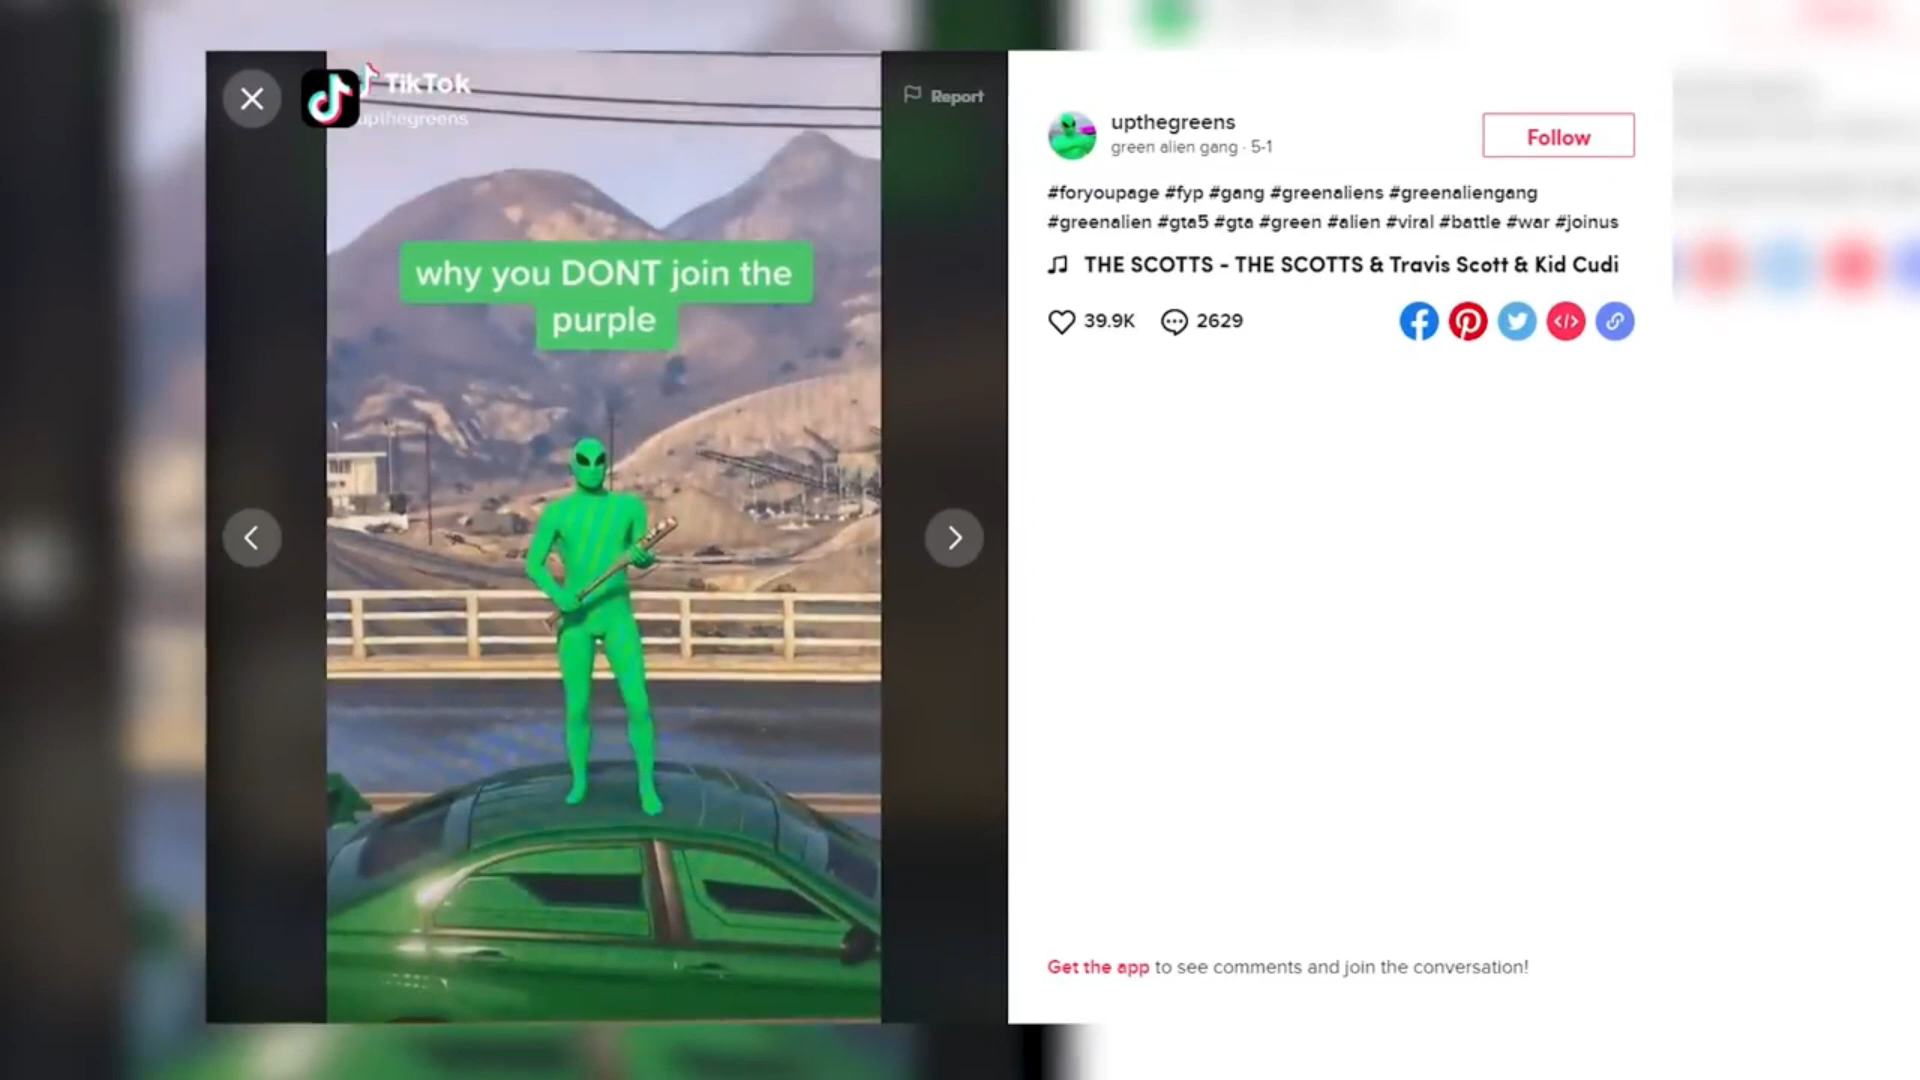 TikTok
upthegreens
Report
why you DONT join the
purple
upthegreens
green alien gang · 5-1
Follow
#foryoupage #fyp #gang #greenaliens #greenaliengang
#greenalien #gta5 #gta #green #alien #viral #battle #war #joinus
THE SCOTTS - THE SCOTTS & Travis Scott & Kid Cudi
39.9K
2629
Get the app to see comments and join the conversation!